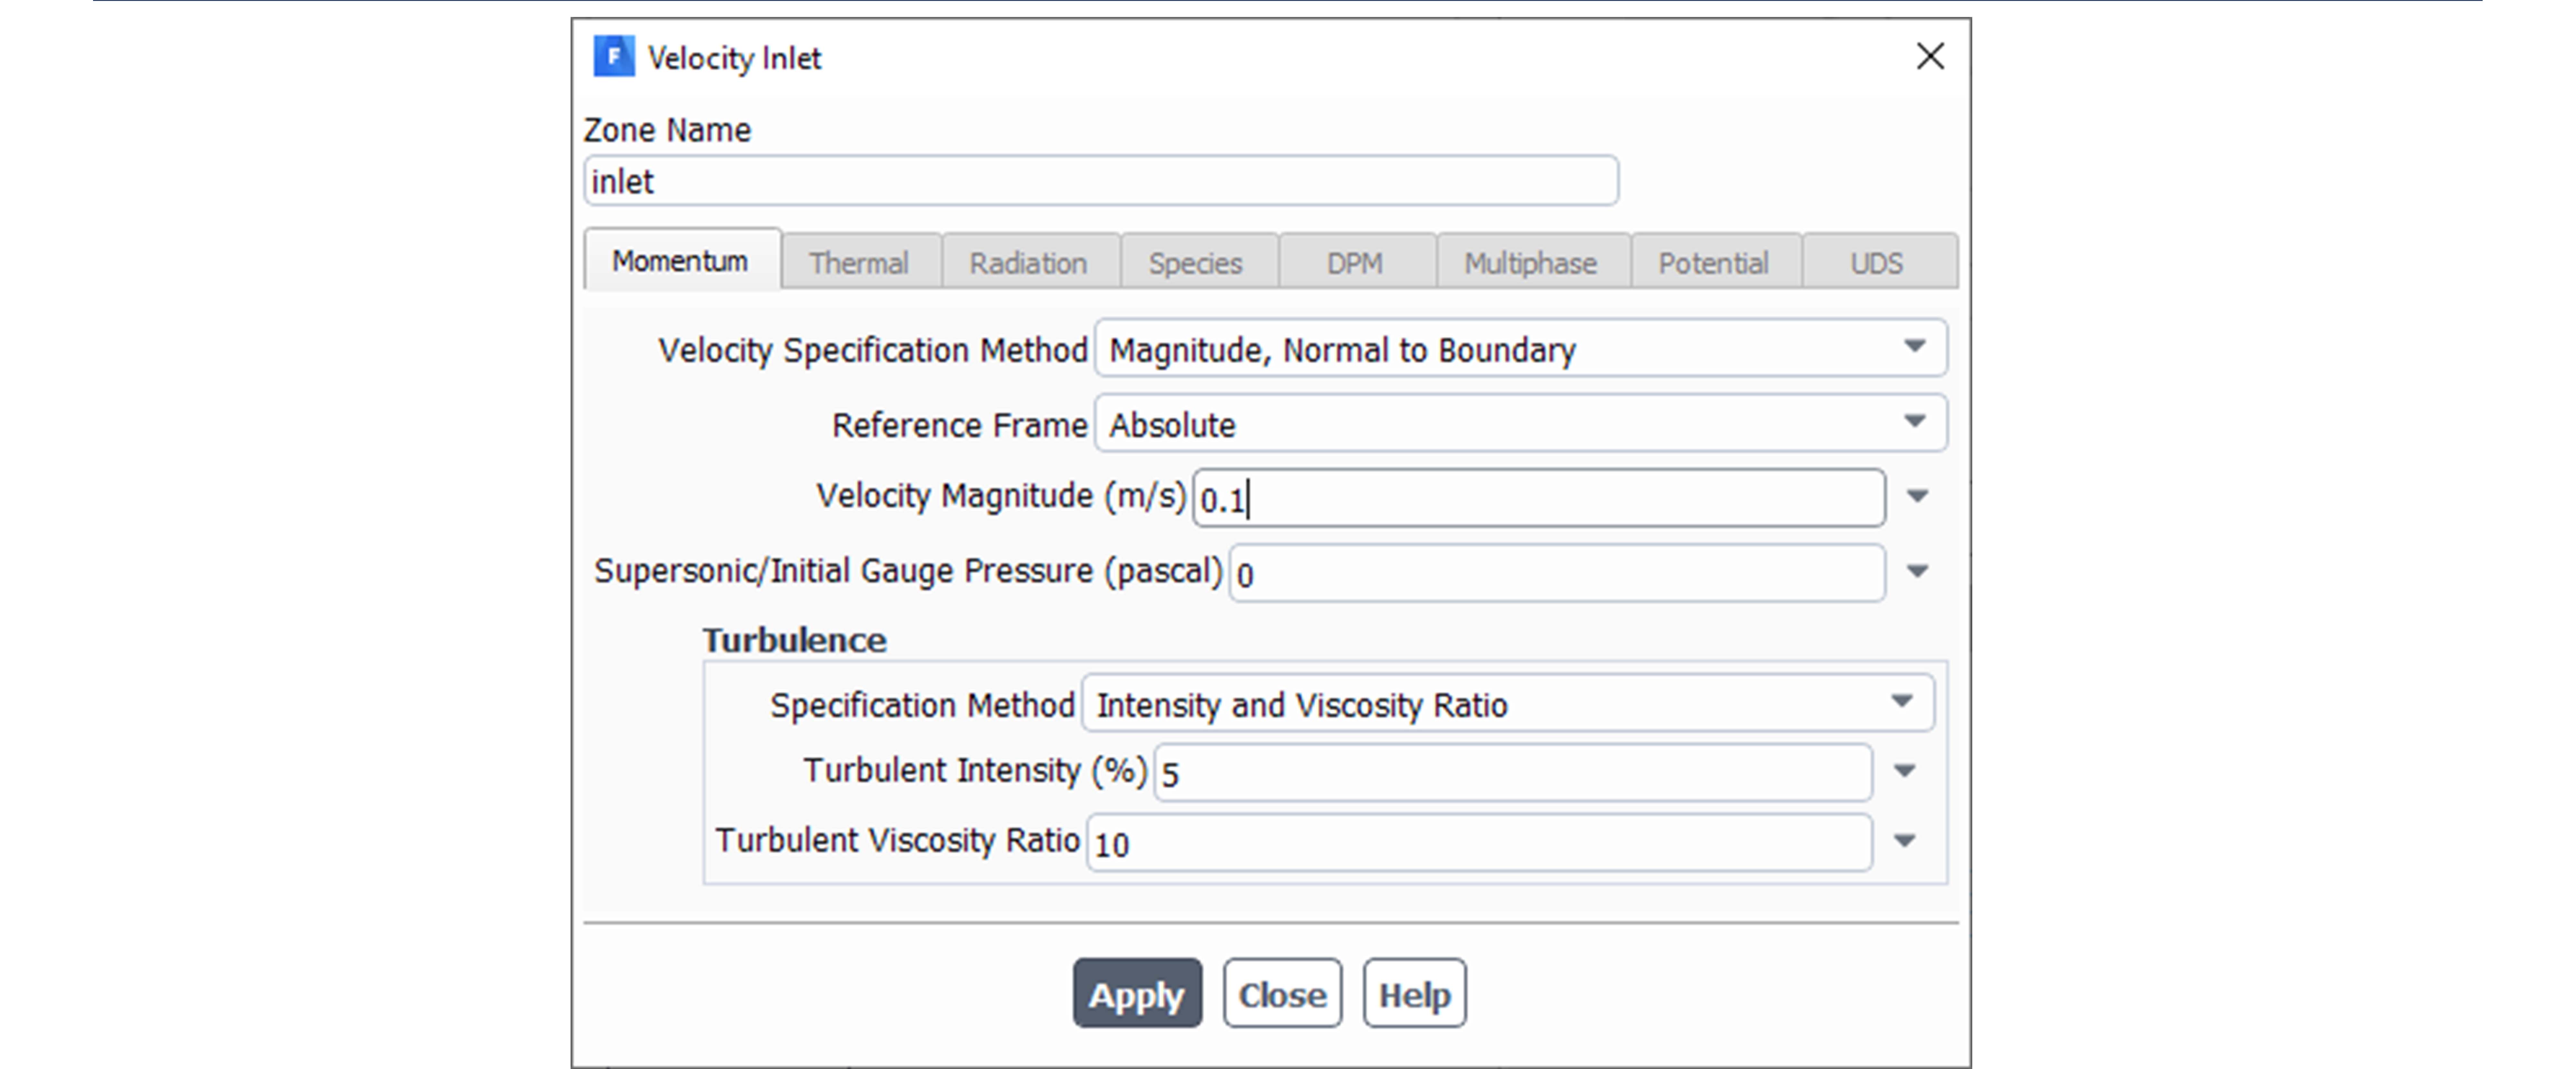 F Velocity Inlet
Zone Name
inlet
Momentum Thermal Radiation Species DPM Multiphase Potential UDS
Velocity Specification Method Magnitude, Normal to Boundary
Reference Frame Absolute
Velocity Magnitude (m/s) 0.1
Supersonic/Initial Gauge Pressure (pascal) 0
Turbulence
Specification Method Intensity and Viscosity Ratio
Turbulent Intensity (%) 5
Turbulent Viscosity Ratio 10
Apply Close Help